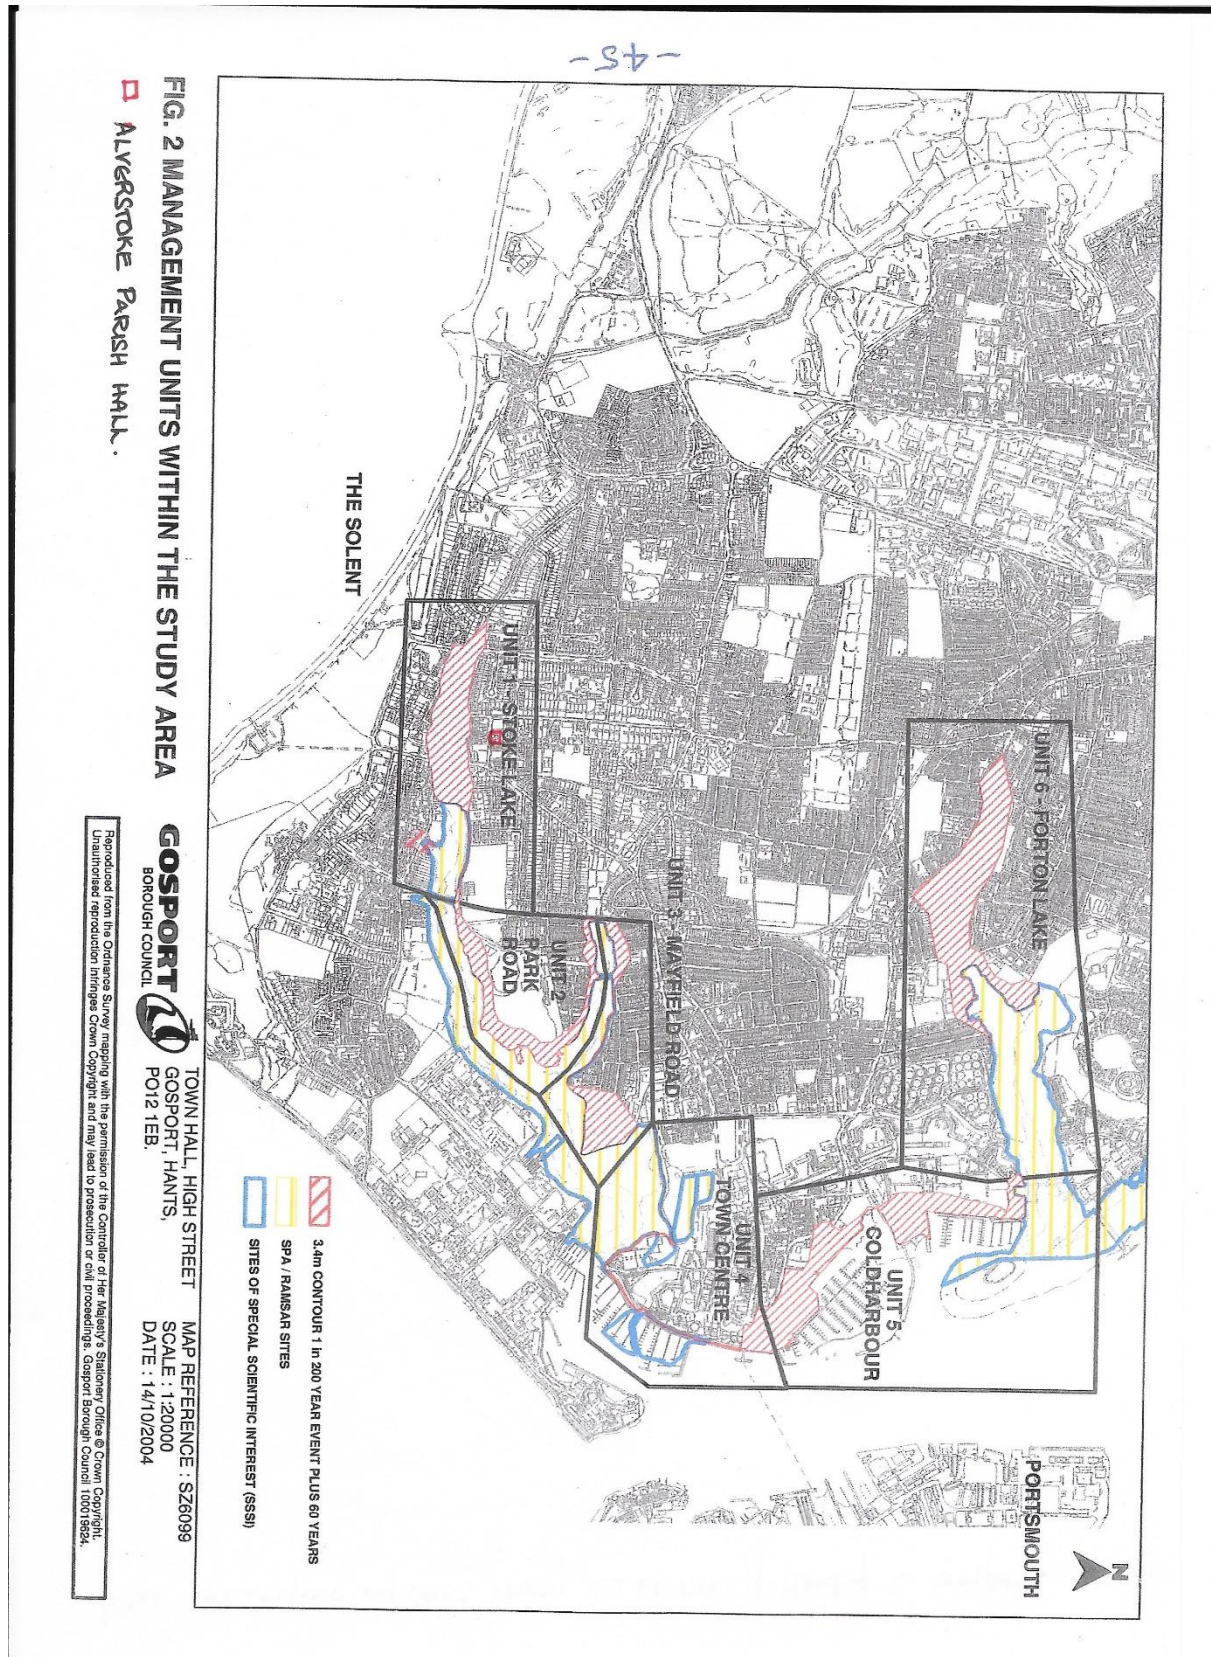 -45-
PORTSMOUTH
UNIT 6 - FORTON LAKE
UNIT 5
COLDHARBOUR
UNIT 4
TOWN CENTRE
UNIT 3 - MAYFIELD ROAD
UNIT 2
PARK
ROAD
UNIT 1 - STOKE LAKE
THE SOLENT
N
3.4m CONTOUR 1 in 200 YEAR EVENT PLUS 60 YEARS
SPA / RAMSAR SITES
SITES OF SPECIAL SCIENTIFIC INTEREST (SSSI)
FIG. 2 MANAGEMENT UNITS WITHIN THE STUDY AREA
ALVERSTOKE PARISH HALL.
GOSPORT
BOROUGH COUNCIL
TOWN HALL, HIGH STREET
GOSPORT, HANTS,
PO12 1EB.
MAP REFERENCE : SZ6099
SCALE : 1:20000
DATE : 14/10/2004
Reproduced from the Ordnance Survey mapping with the permission of the Controller of Her Majesty's Stationery Office © Crown Copyright.
Unauthorised reproduction infringes Crown Copyright and may lead to prosecution or civil proceedings. Gosport Borough Council 100019624.